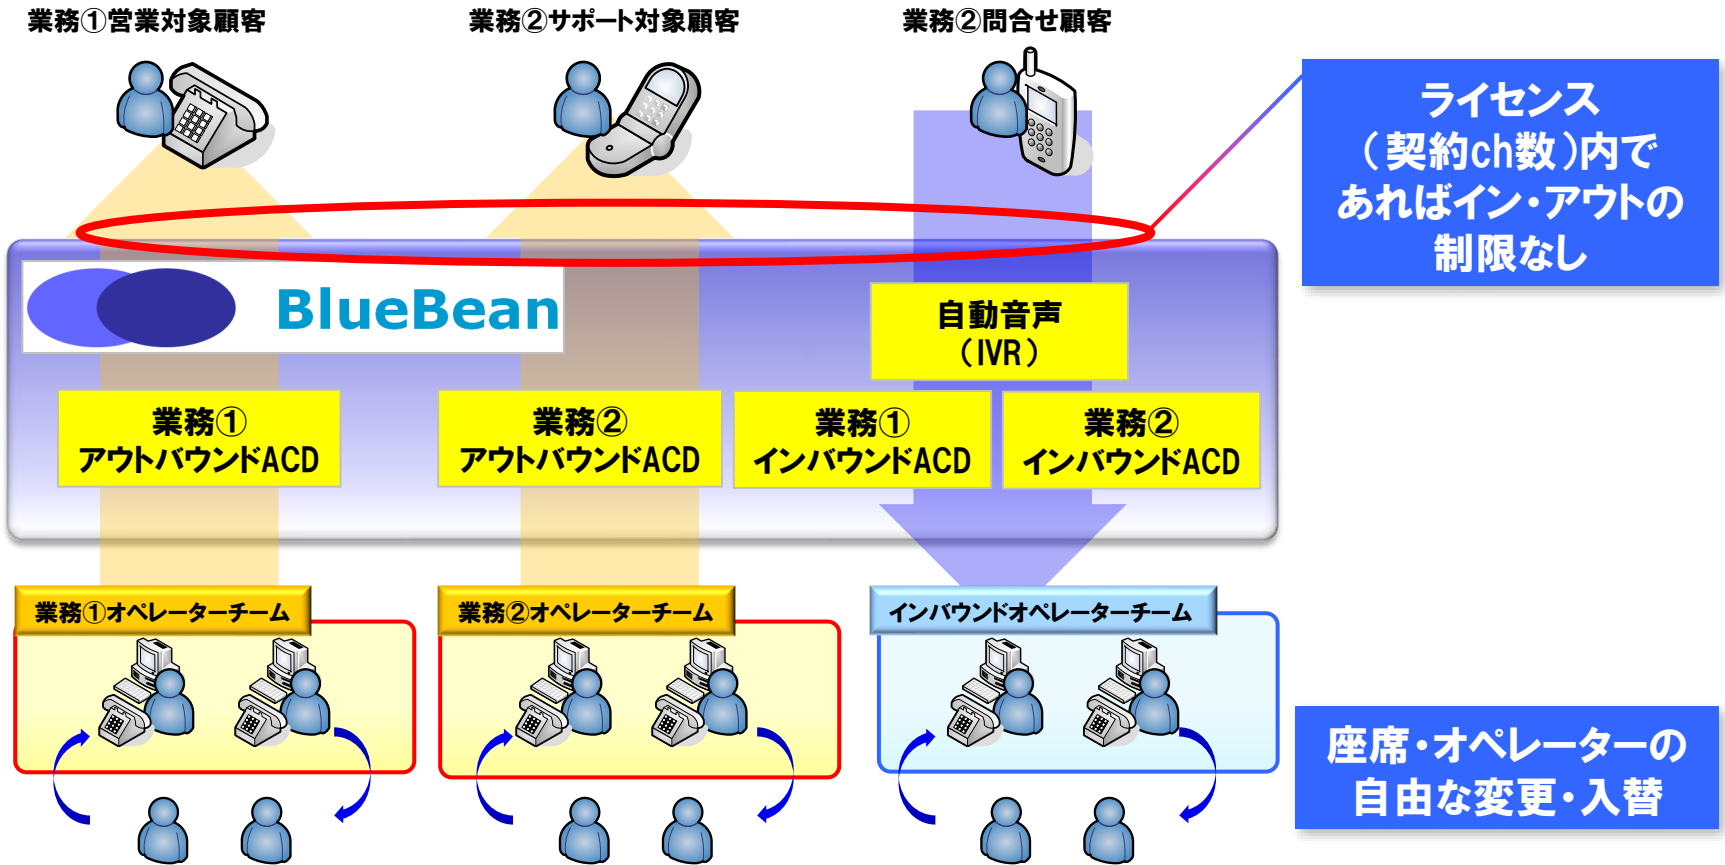 業務①営業対象顧客
業務②サポート対象顧客
業務②問合せ顧客
ライセンス
（契約ch数）内で
あればイン・アウトの
制限なし
BlueBean
自動音声
（IVR）
業務①
アウトバウンドACD
業務②
アウトバウンドACD
業務①
インバウンドACD
業務②
インバウンドACD
業務①オペレーターチーム
業務②オペレーターチーム
インバウンドオペレーターチーム
座席・オペレーターの
自由な変更・入替